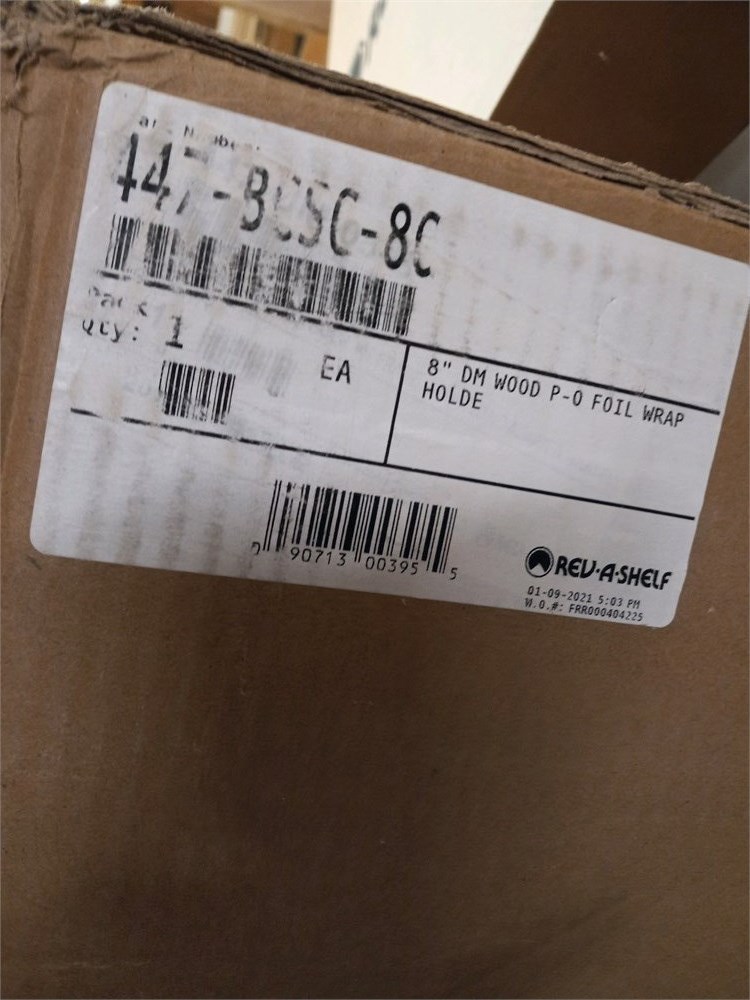 447-BCSC-8C
Pack
Qty: 1
EA
8" DM WOOD P-O FOIL WRAP
HOLDE
90713 00395 5
REV-A-SHELF
01-09-2021 5:03 PM
W.O.#: FRR000404225